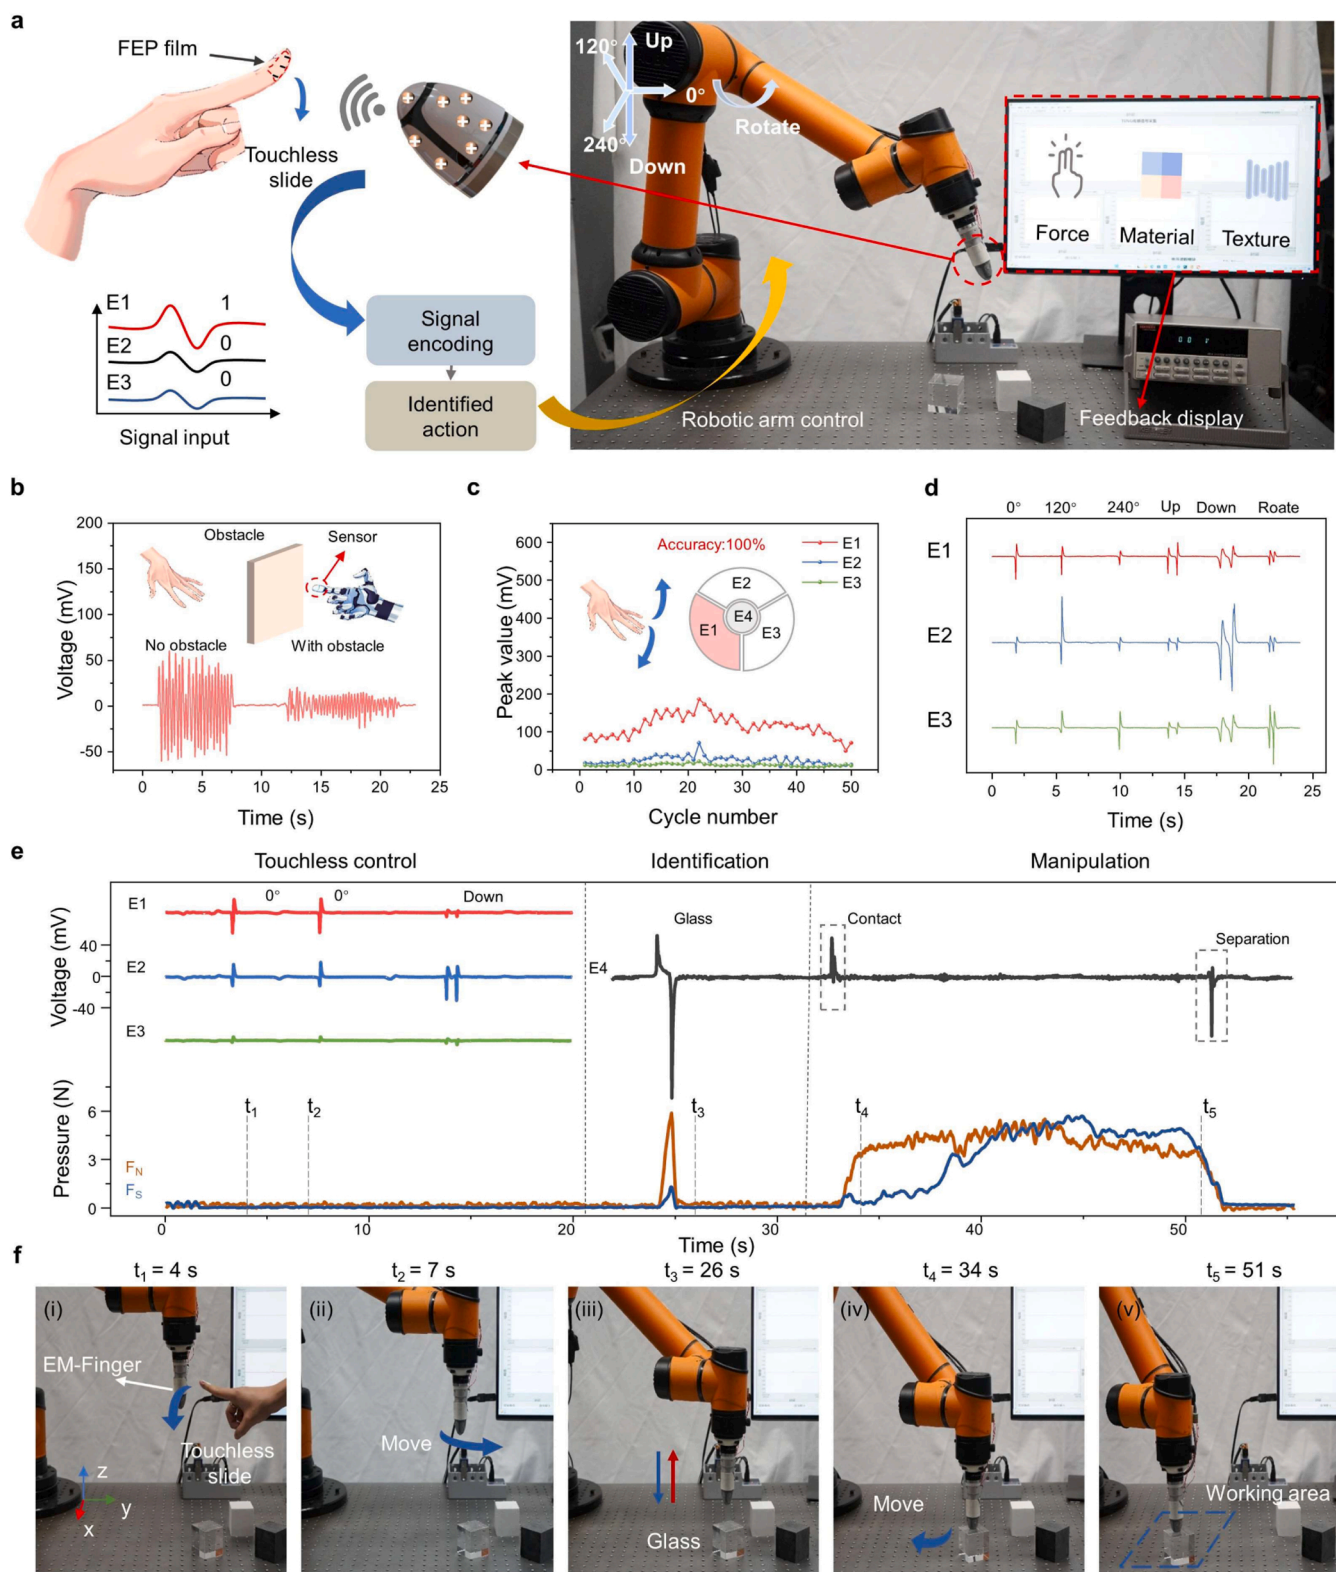 a
FEP film
Touchless
slide
E1
1
E2
0
E3
0
Signal input
Signal
encoding
Identified
action
120°
Up
0°
240°
Rotate
Down
Force
Material
Texture
Robotic arm control
Feedback display
b
200
150
100
50
0
-50
Voltage (mV)
Obstacle
Sensor
No obstacle
With obstacle
0
5
10
15
20
25
Time (s)
c
600
500
400
300
200
100
0
Peak value (mV)
Accuracy:100%
E1
E2
E3
E2
E4
E1
E3
0
10
20
30
40
50
Cycle number
d
0°
120°
240°
Up
Down
Roate
E1
E2
E3
0
5
10
15
20
25
Time (s)
e
Touchless control
Identification
Manipulation
E1
0°
0°
Down
Glass
Contact
Separation
40
0
-40
Voltage (mV)
E2
E4
E3
t1
t2
t3
t4
t5
6
3
0
Pressure (N)
FN
FS
0
10
20
30
40
50
Time (s)
f
t1 = 4 s
t2 = 7 s
t3 = 26 s
t4 = 34 s
t5 = 51 s
(i)
EM-Finger
Touchless
slide
z
y
x
(ii)
Move
(iii)
Glass
(iv)
Move
(v)
Working area